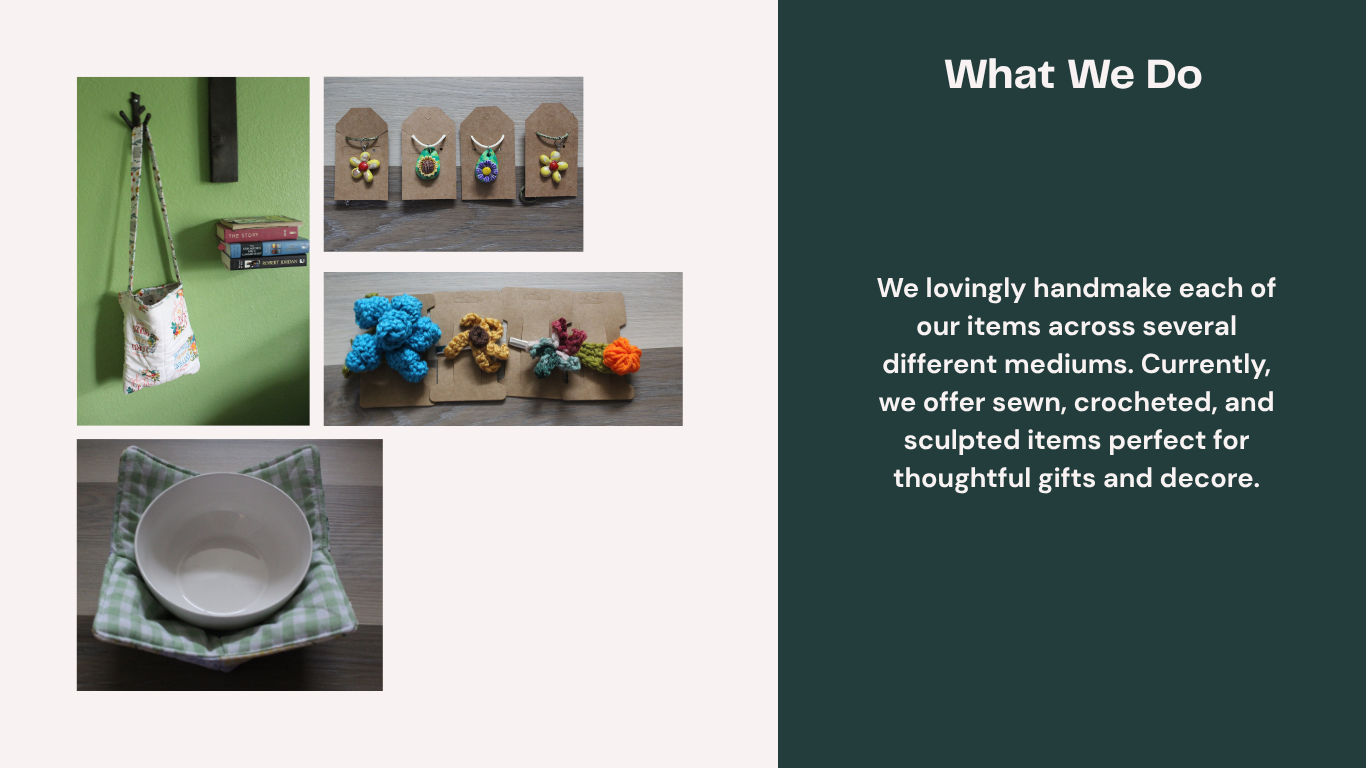 What We Do
We lovingly handmake each of
our items across several
different mediums. Currently,
we offer sewn, crocheted, and
sculpted items perfect for
thoughtful gifts and decore.
THE STORY
ROBERT JORDAN